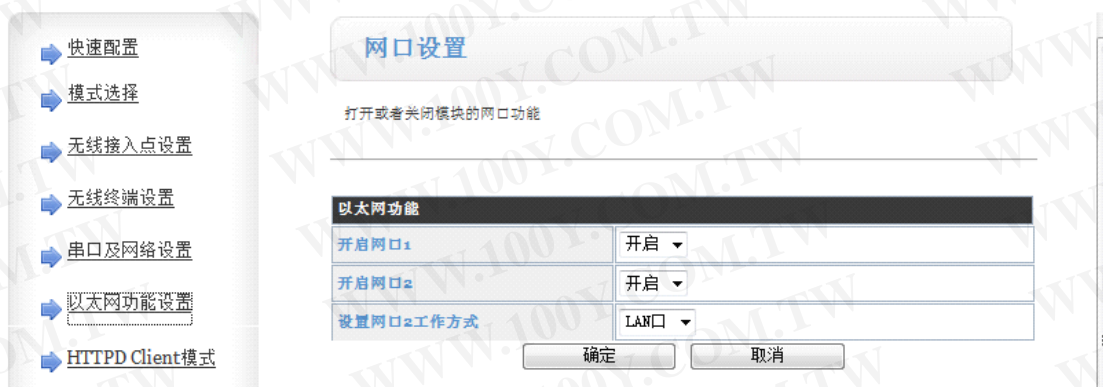 快速配置
模式选择
无线接入点设置
无线终端设置
串口及网络设置
以太网功能设置
HTTPD Client模式
网口设置
打开或者关闭模块的网口功能
以太网功能
开启网口1 开启
开启网口2 开启
设置网口2工作方式 LAN口
确定 取消
WWW.100Y.COM.TW